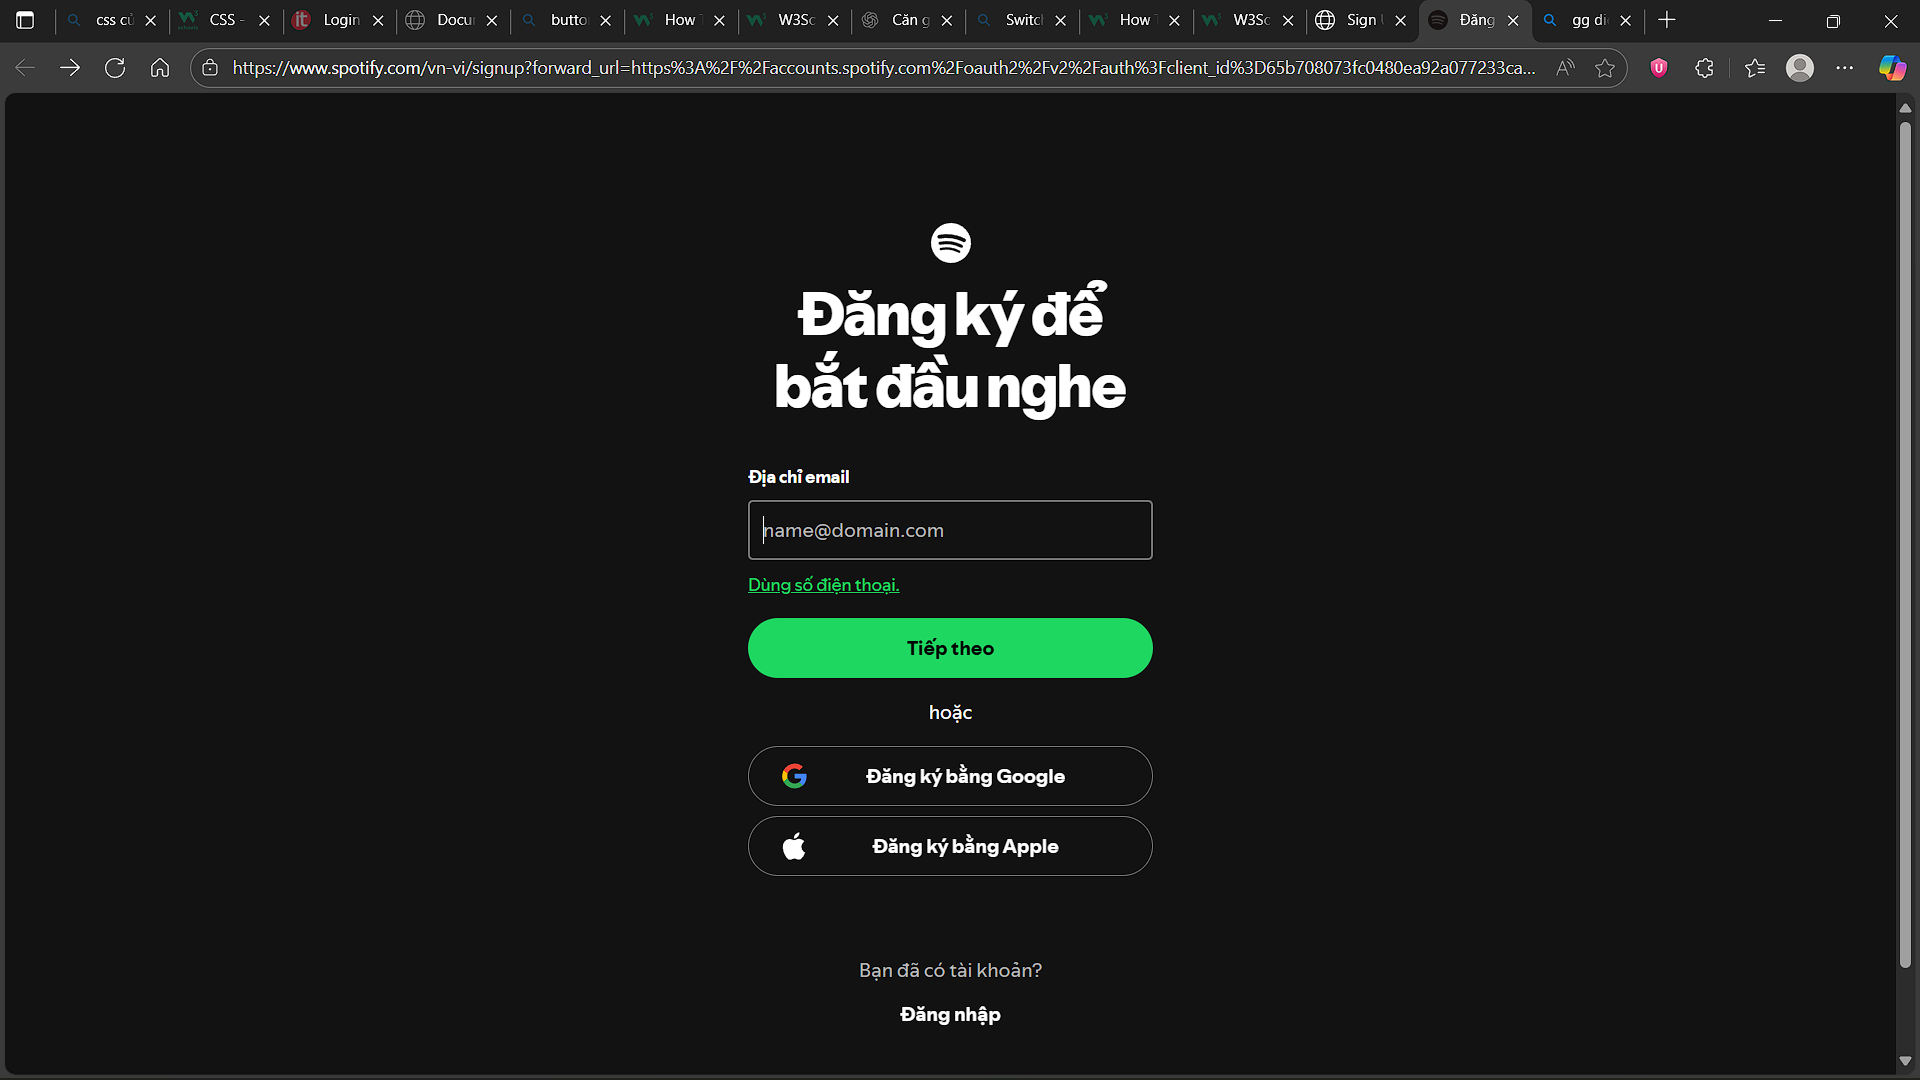 css củ
CSS -
Login
Docu
butto
How
W3Sc
Căn g
Switc
How
W3Sc
Sign
Đăng
gg di
https://www.spotify.com/vn-vi/signup?forward_url=https%3A%2F%2Faccounts.spotify.com%2Foauth2%2Fv2%2Fauth%3Fclient_id%3D65b708073fc0480ea92a077233ca...
Đăng ký để
bắt đầu nghe
Địa chỉ email
name@domain.com
Dùng số điện thoại.
Tiếp theo
hoặc
Đăng ký bằng Google
Đăng ký bằng Apple
Bạn đã có tài khoản?
Đăng nhập